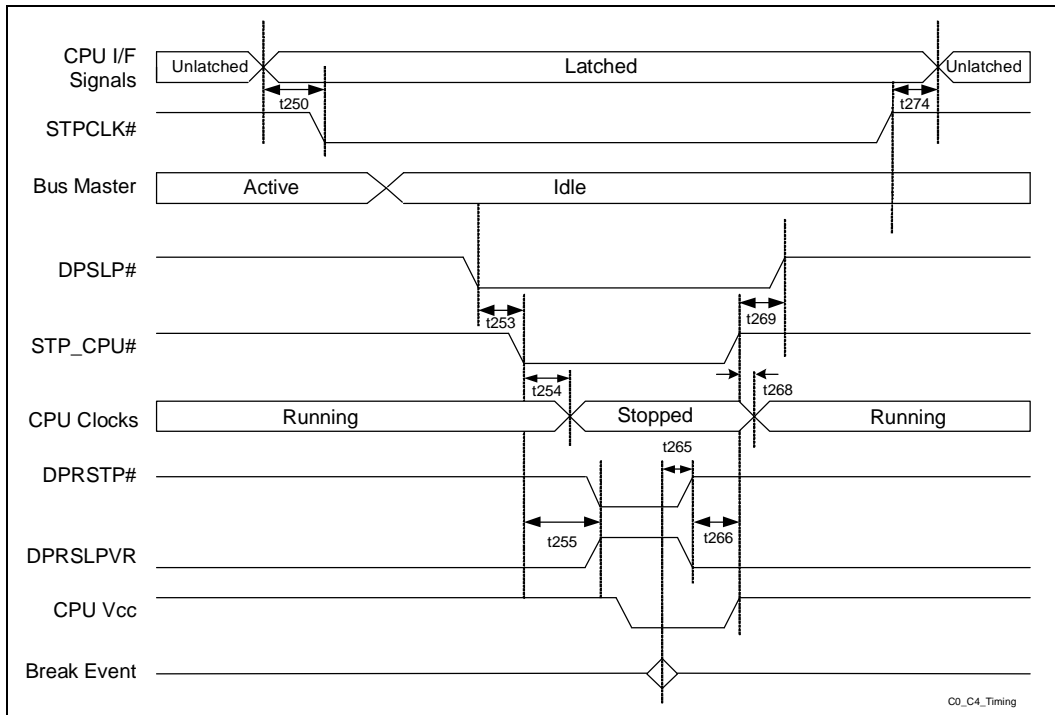 CPU I/F
Signals
Unlatched
Latched
Unlatched
t250
t274
STPCLK#
Bus Master
Active
Idle
DPSLP#
t253
t269
STP_CPU#
t254
t268
CPU Clocks
Running
Stopped
Running
t265
DPRSTP#
t255
t266
DPRSLPVR
CPU Vcc
Break Event
C0_C4_Timing